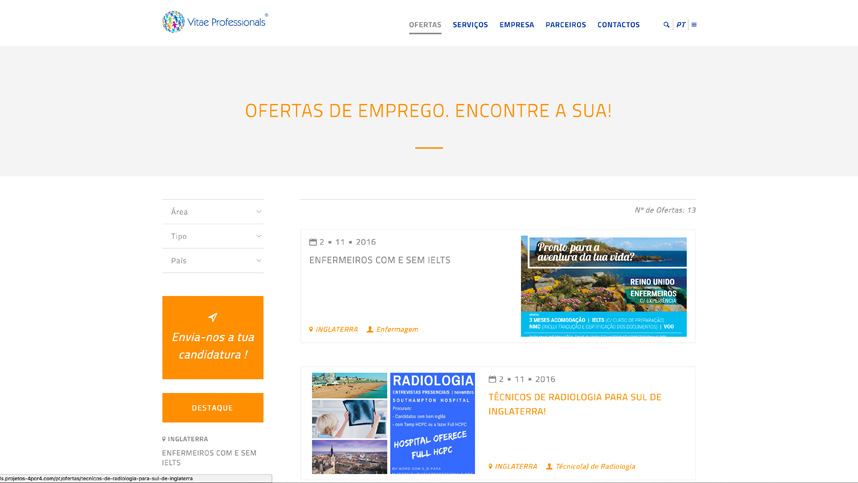 Vitae Professionals®
OFERTAS SERVIÇOS EMPRESA PARCEIROS CONTACTOS PT
OFERTAS DE EMPREGO. ENCONTRE A SUA!
Área
Tipo
País
Envia-nos a tua
candidatura !
DESTAQUE
INGLATERRA
ENFERMEIROS COM E SEM
IELTS
Nº de Ofertas: 13
2 • 11 • 2016
ENFERMEIROS COM E SEM IELTS
INGLATERRA Enfermagem
Pronto para a
aventura da tua vida?
REINO UNIDO
ENFERMEIROS
C/ EXPERIÊNCIA
3 MESES ACOMODAÇÃO | IELTS (C/ CURSO DE PREPARAÇÃO)
NMC (INCLUI TRADUÇÃO E CERTIFICAÇÃO DOS DOCUMENTOS) | VOO
RADIOLOGIA
ENTREVISTAS PRESENCIAIS | novembro
SOUTHAMPTON HOSPITAL
Procuram:
- Candidatos com bom inglês
- com Temp HCPC ou a fazer Full HCPC
HOSPITAL OFERECE
FULL HCPC
2 • 11 • 2016
TÉCNICOS DE RADIOLOGIA PARA SUL DE
INGLATERRA!
INGLATERRA Técnico(a) de Radiologia
ls.projetos-4por4.com/pt/ofertas/tecnicos-de-radiologia-para-sul-de-inglaterra